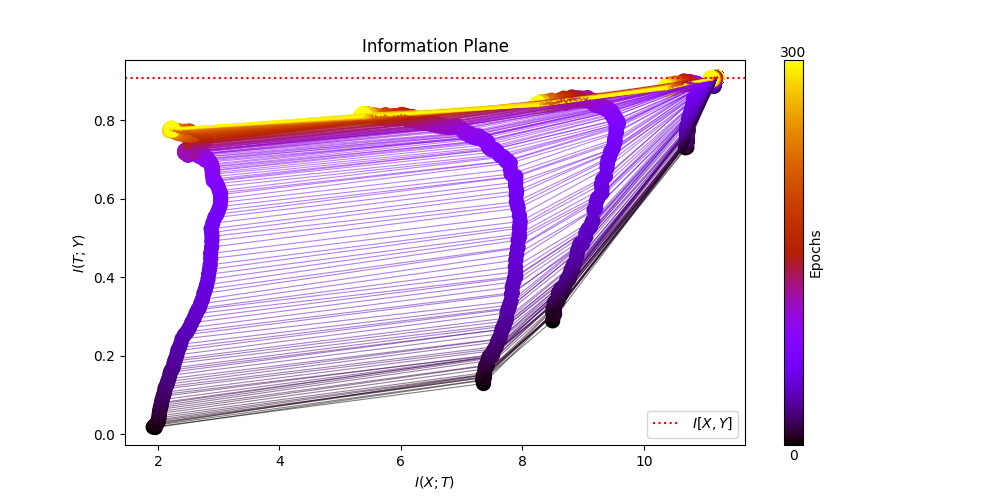 Information Plane
300
0.8
0.6
0.4
0.2
0.0
I(T; Y)
2
4
6
8
10
I(X; T)
I[X, Y]
Epochs
0